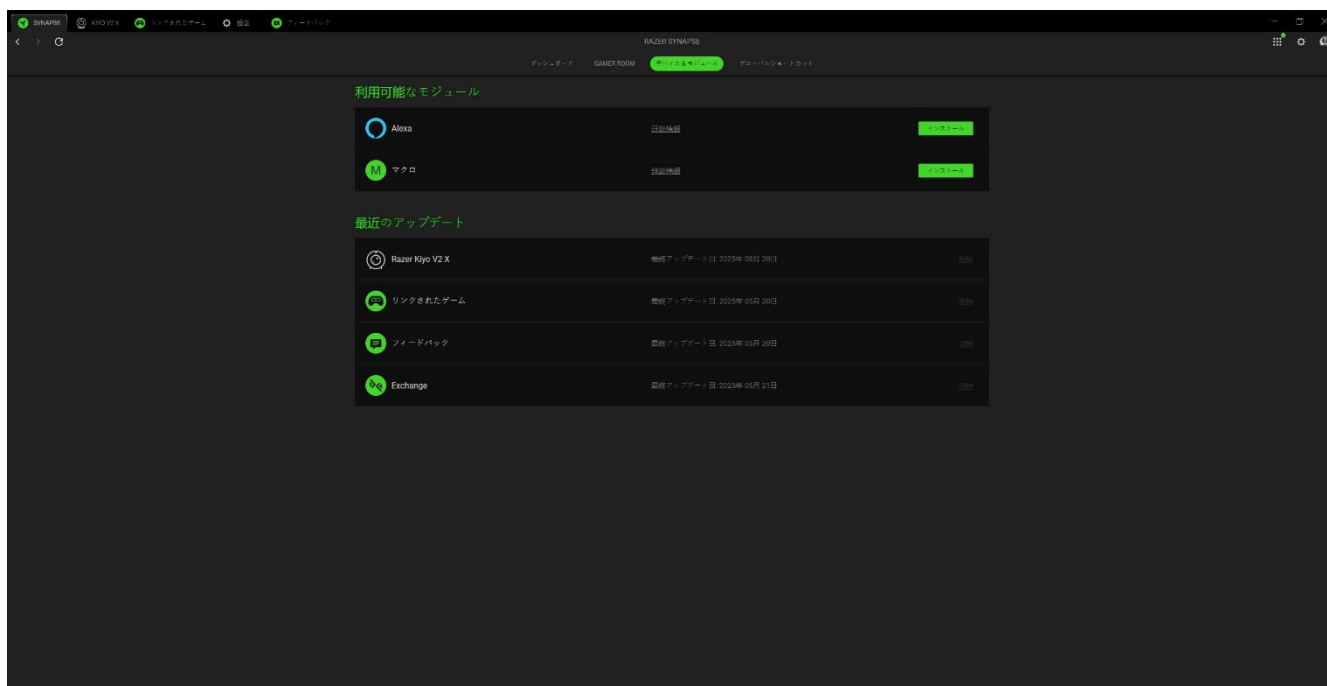 SYNAPSE KIYO V2 X リンクされたゲーム 設定 フィードバック
RAZER SYNAPSE
ダッシュボード GAMER ROOM デバイス & モジュール グローバルショートカット
利用可能なモジュール
Alexa 詳細情報 インストール
M マクロ 詳細情報 インストール
最近のアップデート
Razer Kiyo V2 X 最終アップデート日: 2025年 06月 20日
リンクされたゲーム 最終アップデート日: 2025年 05月 20日
フィードバック 最終アップデート日: 2025年 05月 20日
Exchange 最終アップデート日: 2025年 05月 21日